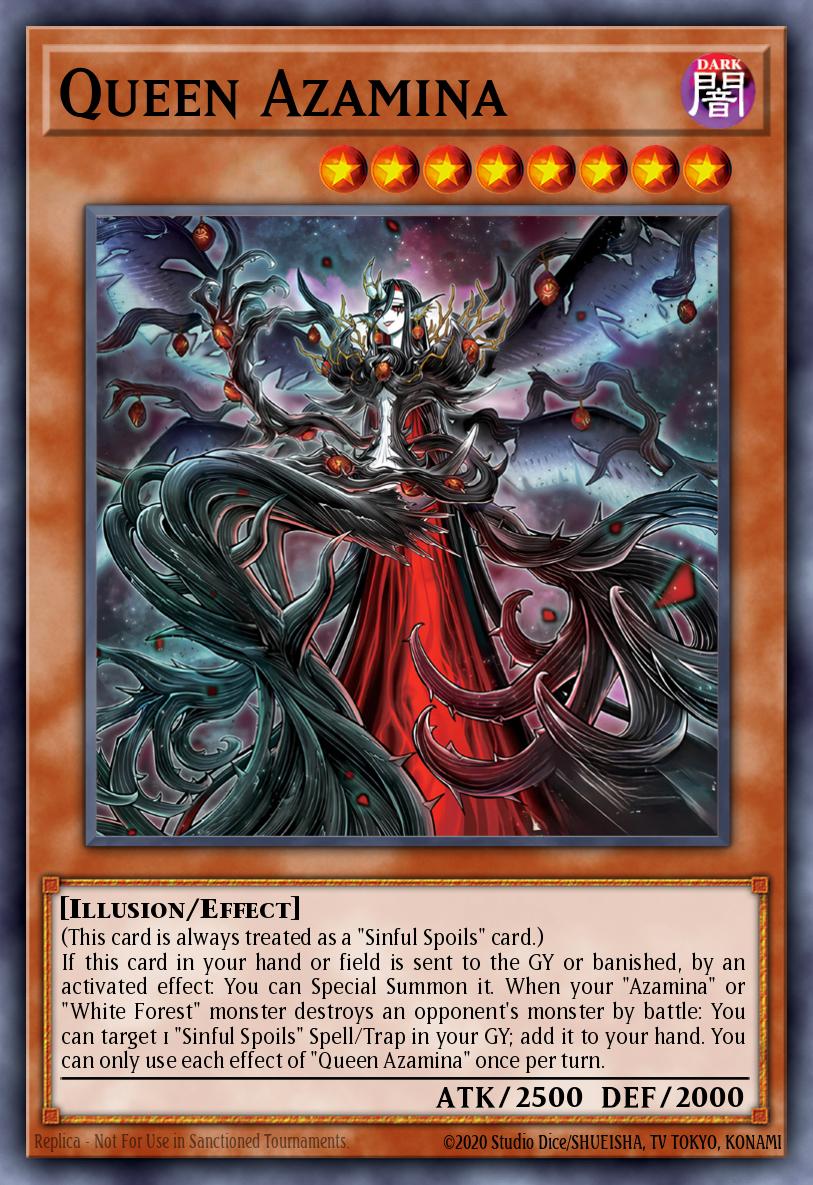 Queen Azamina
DARK
闇
[Illusion/Effect]
(This card is always treated as a "Sinful Spoils" card.)
If this card in your hand or field is sent to the GY or banished, by an
activated effect: You can Special Summon it. When your "Azamina" or
"White Forest" monster destroys an opponent's monster by battle: You
can target 1 "Sinful Spoils" Spell/Trap in your GY; add it to your hand. You
can only use each effect of "Queen Azamina" once per turn.
ATK/2500 DEF/2000
Replica - Not For Use in Sanctioned Tournaments.
©2020 Studio Dice/SHUEISHA, TV TOKYO, KONAMI